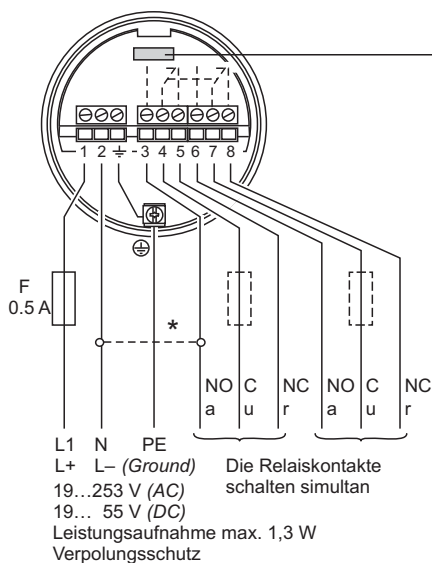 1 2 3 4 5 6 7 8
F
0.5 A
*
NO C NC NO C NC
a u r a u r
L1 N PE
L+ L– (Ground)
19...253 V (AC)
19... 55 V (DC)
Leistungsaufnahme max. 1,3 W
Verpolungsschutz
Die Relaiskontakte
schalten simultan